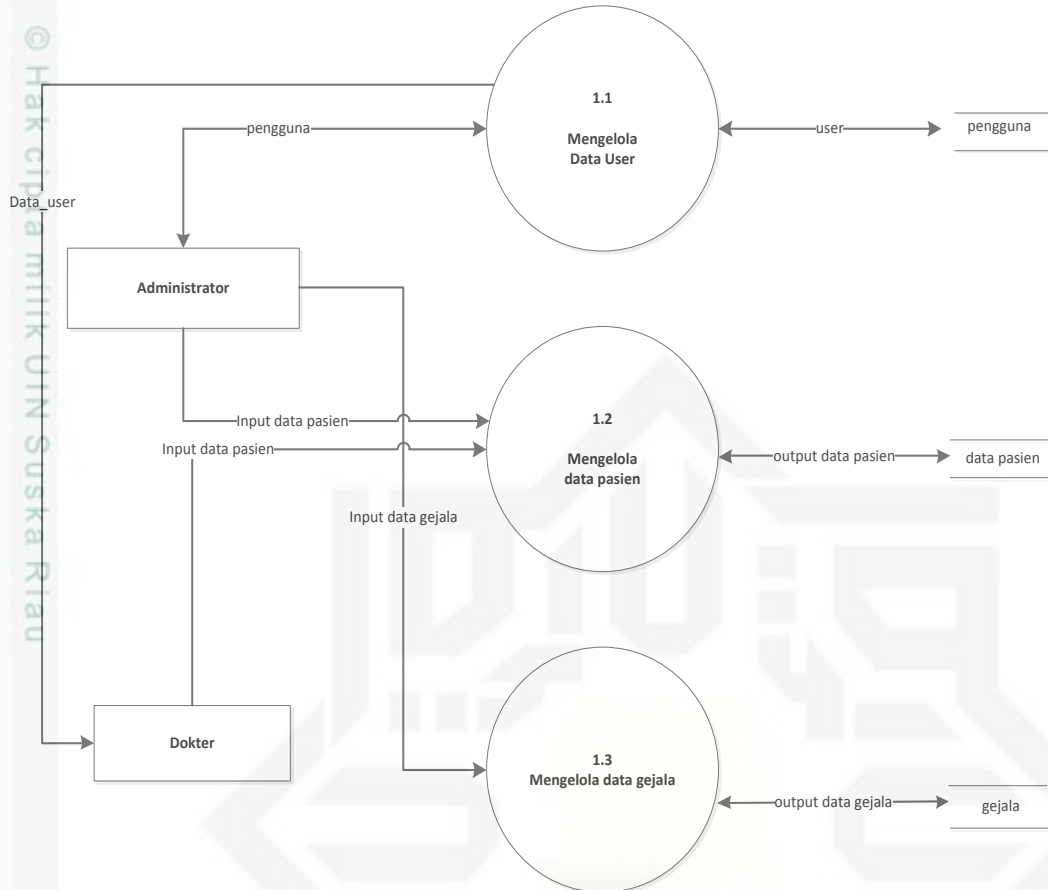 © Hak cipta milik UIN Suska Riau
1.1
Mengelola
Data User
pengguna
user
pengguna
Data_user
Administrator
1.2
Mengelola
data pasien
Input data pasien
Input data pasien
output data pasien
data pasien
Input data gejala
Dokter
1.3
Mengelola data gejala
output data gejala
gejala